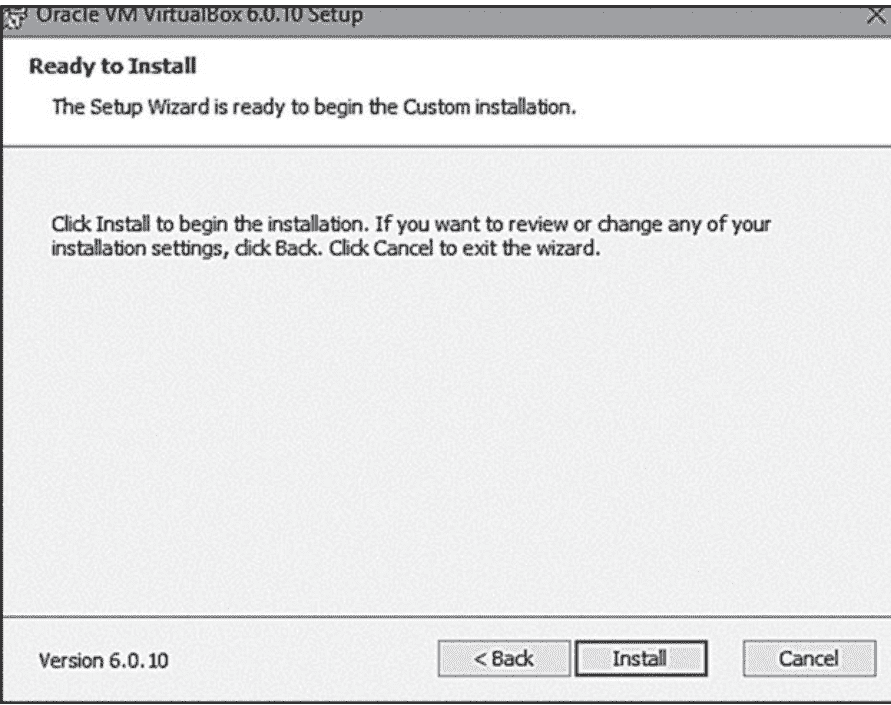 Oracle VM VirtualBox 6.0.10 Setup
Ready to Install
The Setup Wizard is ready to begin the Custom installation.
Click Install to begin the installation. If you want to review or change any of your
installation settings, click Back. Click Cancel to exit the wizard.
Version 6.0.10
< Back
Install
Cancel